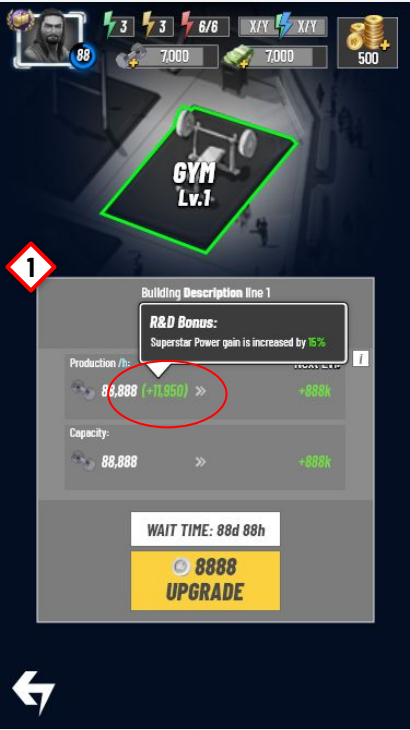 3
3
6/6
X/Y
X/Y
88
7,000
7,000
500
GYM
Lv.1
1
Building Description line 1
R&D Bonus:
Superstar Power gain is increased by 15%
Production /h:
i
88,888 (+11,950) »
+888k
Capacity:
88,888 »
+888k
WAIT TIME: 88d 88h
8888
UPGRADE